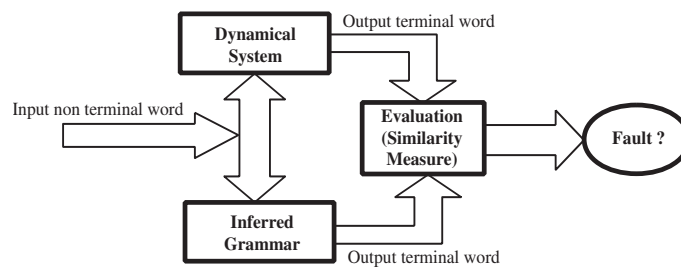 Output terminal word
Dynamical
System
Input non terminal word
Evaluation
(Similarity
Measure)
Fault ?
Inferred
Grammar
Output terminal word